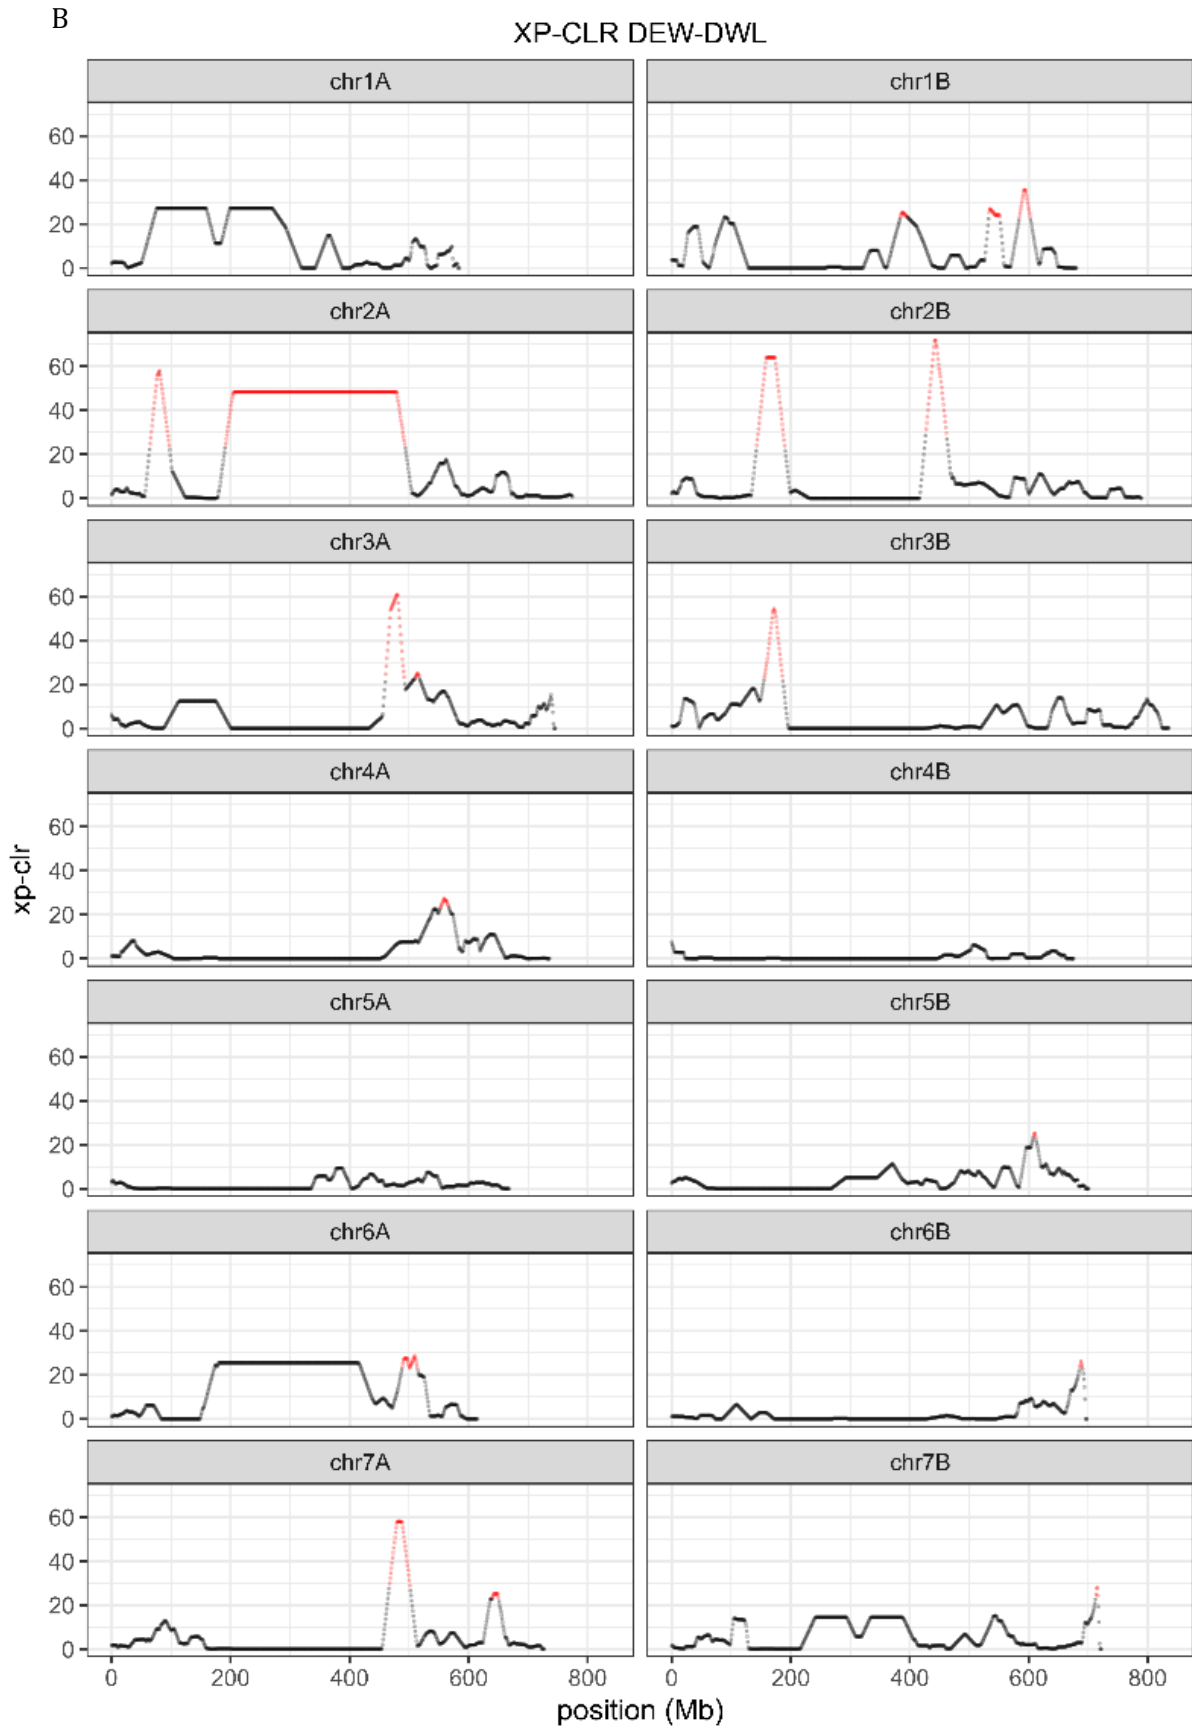 B
XP-CLR DEW-DWL
chr1A chr1B
60
40
20
0
chr2A chr2B
60
40
20
0
chr3A chr3B
60
40
20
0
chr4A chr4B
60
40
20
0
chr5A chr5B
60
40
20
0
chr6A chr6B
60
40
20
0
chr7A chr7B
60
40
20
0
xp-clr
0 200 400 600 800 0 200 400 600 800
position (Mb)